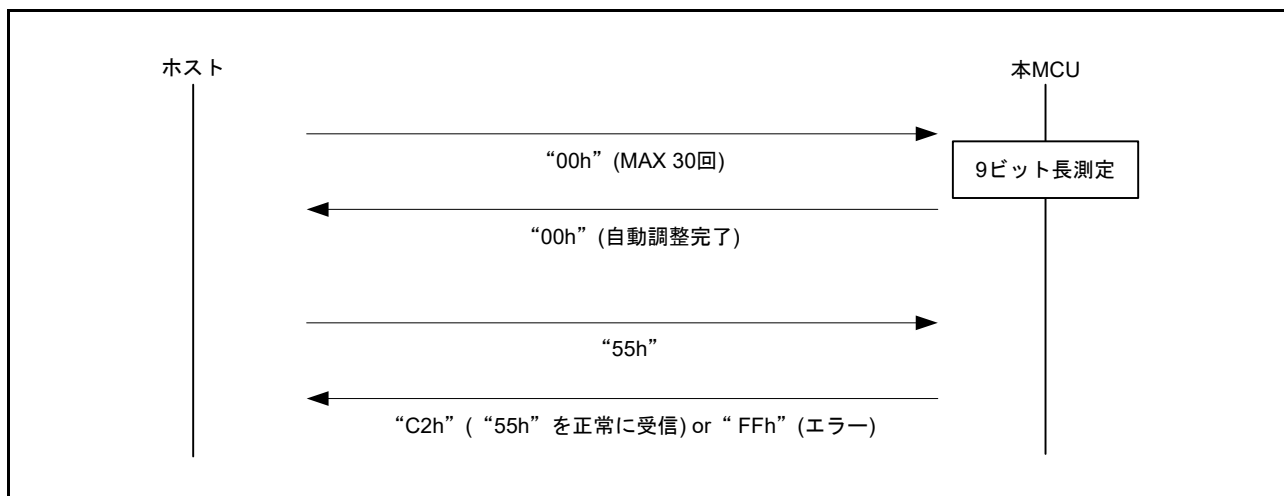 ホスト
本MCU
“00h” (MAX 30回)
9ビット長測定
“00h” (自動調整完了)
“55h”
“C2h” ( “55h” を正常に受信) or “ FFh” (エラー)